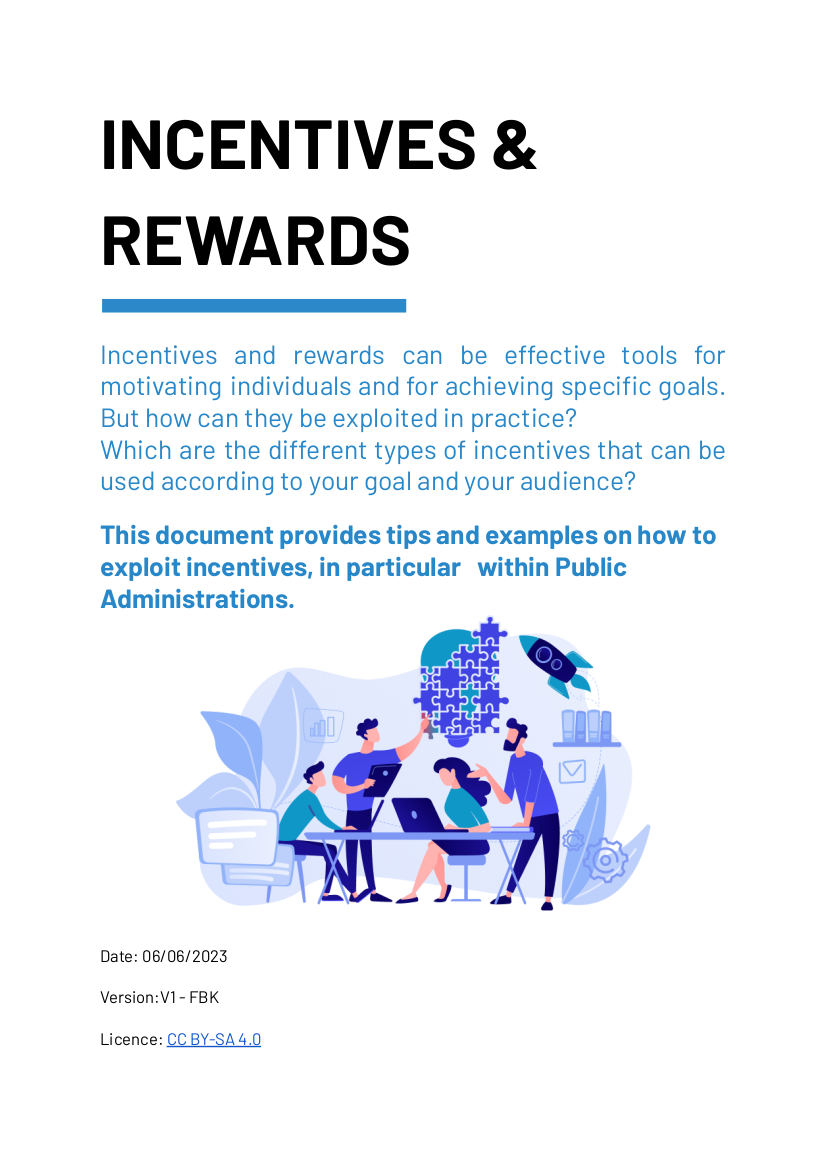 INCENTIVES &
REWARDS
Incentives and rewards can be effective tools for
motivating individuals and for achieving specific goals.
But how can they be exploited in practice?
Which are the different types of incentives that can be
used according to your goal and your audience?
This document provides tips and examples on how to
exploit incentives, in particular within Public
Administrations.
Date: 06/06/2023
Version:V1 - FBK
Licence: CC BY-SA 4.0